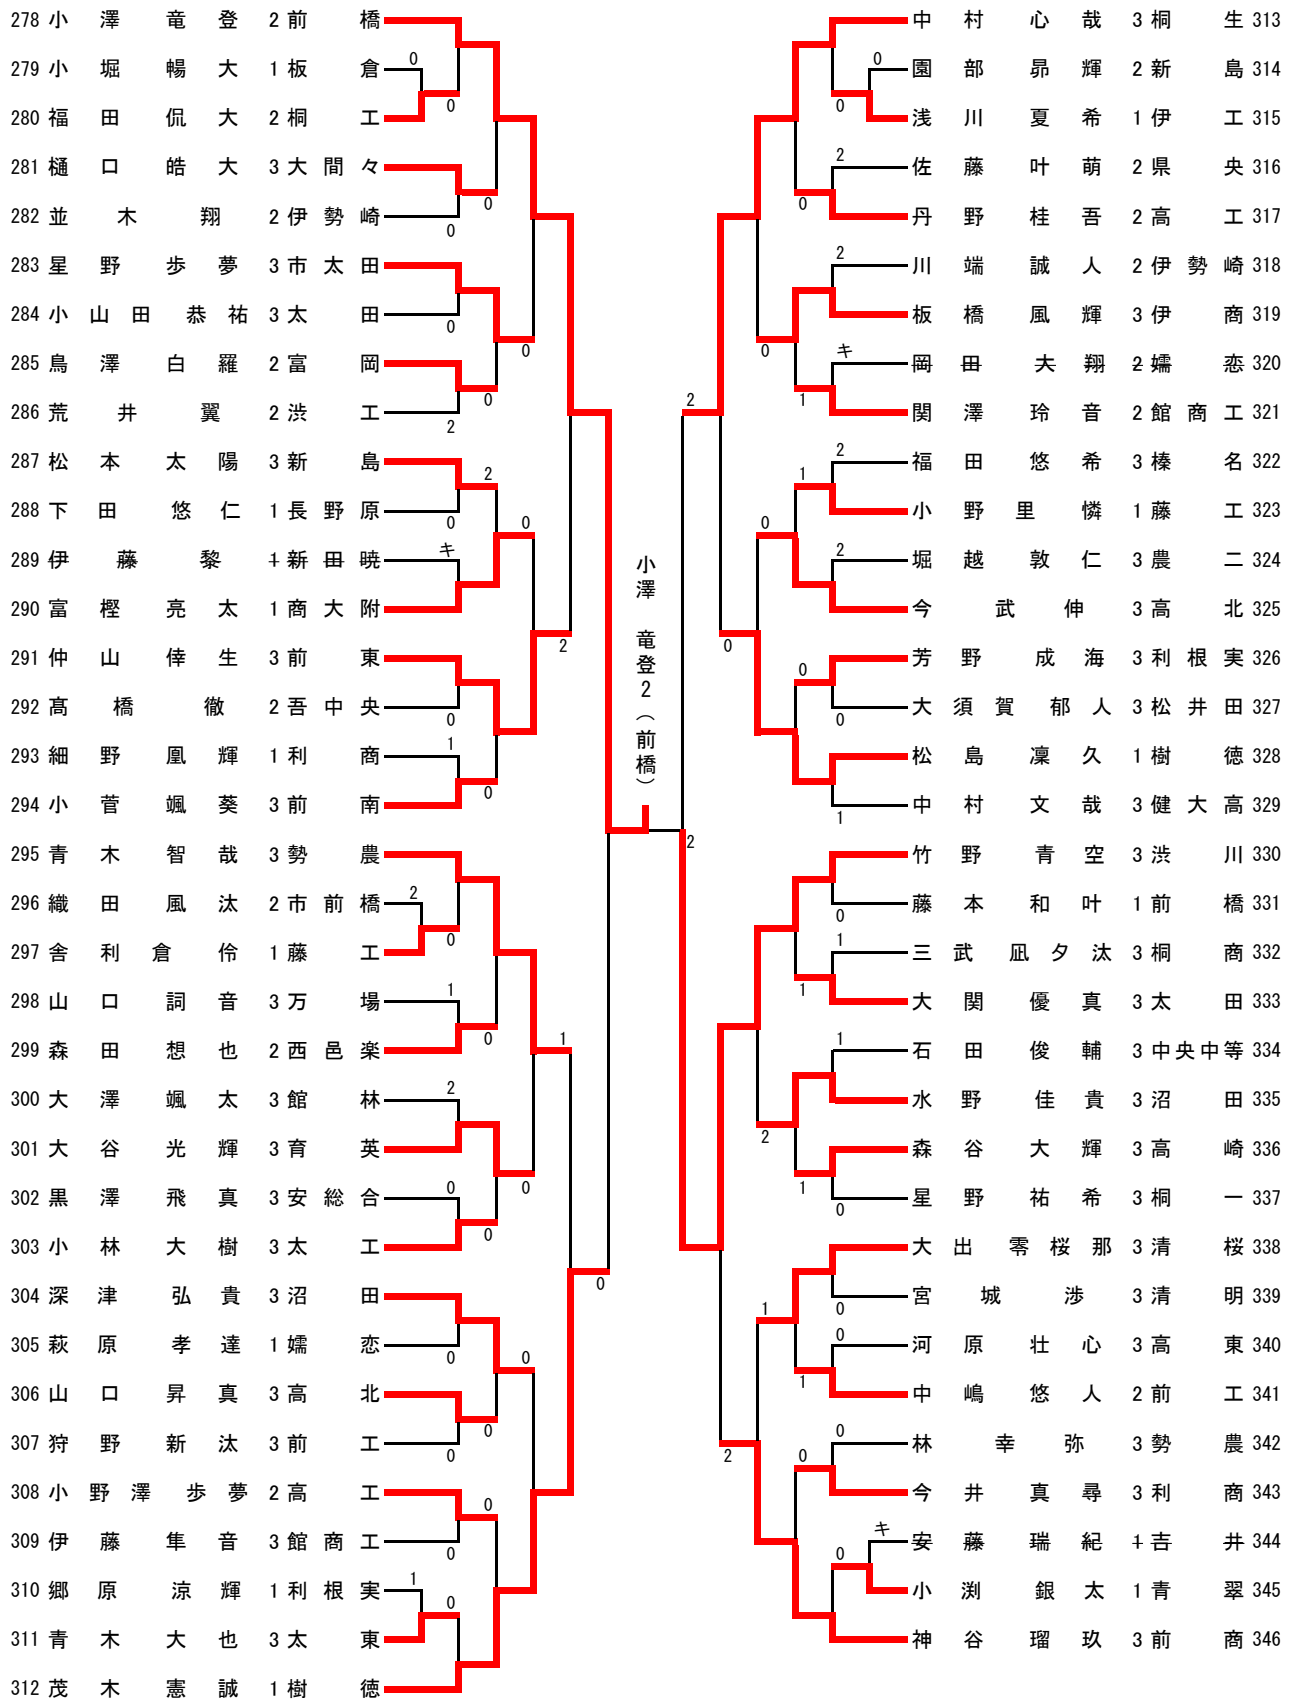 278 小澤 竜登 2 前橋
279 小堀 暢大 1 板倉
280 福田 侃大 2 桐工
281 樋口 皓大 3 大間々
282 並木 翔 2 伊勢崎
283 星野 歩夢 3 市太田
284 小山田 恭祐 3 太田
285 鳥澤 白羅 2 富岡
286 荒井 翼 2 渋工
287 松本 太陽 3 新島
288 下田 悠仁 1 長野原
289 伊藤 黎 1 新田暁
290 富樫 亮太 1 商大附
291 仲山 倖生 3 前東
292 髙橋 徹 2 吾中央
293 細野 凰輝 1 利商
294 小菅 颯葵 3 前南
295 青木 智哉 3 勢農
296 織田 風汰 2 市前橋
297 舎利倉 伶 1 藤工
298 山口 詞音 3 万場
299 森田 想也 2 西邑楽
300 大澤 颯太 3 館林
301 大谷 光輝 3 育英
302 黒澤 飛真 3 安総合
303 小林 大樹 3 太工
304 深津 弘貴 3 沼田
305 萩原 孝達 1 嬬恋
306 山口 昇真 3 高北
307 狩野 新汰 3 前工
308 小野澤 歩夢 2 高工
309 伊藤 隼音 3 館商工
310 郷原 涼輝 1 利根実
311 青木 大也 3 太東
312 茂木 憲誠 1 樹徳
小澤 竜登2（前橋）
中村 心哉 3 桐生 313
園部 昴輝 2 新島 314
浅川 夏希 1 伊工 315
佐藤 叶萌 2 県央 316
丹野 桂吾 2 高工 317
川端 誠人 2 伊勢崎 318
板橋 風輝 3 伊商 319
岡田 大翔 2 嬬恋 320
関澤 玲音 2 館商工 321
福田 悠希 3 榛名 322
小野里 憐 1 藤工 323
堀越 敦仁 3 農二 324
今 武伸 3 高北 325
芳野 成海 3 利根実 326
大須賀 郁人 3 松井田 327
松島 凜久 1 樹徳 328
中村 文哉 3 健大高 329
竹野 青空 3 渋川 330
藤本 和叶 1 前橋 331
三武 凪夕汰 3 桐商 332
大関 優真 3 太田 333
石田 俊輔 3 中央中等 334
水野 佳貴 3 沼田 335
森谷 大輝 3 高崎 336
星野 祐希 3 桐一 337
大出 零桜那 3 清桜 338
宮城 渉 3 清明 339
河原 壮心 3 高東 340
中嶋 悠人 2 前工 341
林 幸弥 3 勢農 342
今井 真尋 3 利商 343
安藤 瑞紀 1 吉井 344
小渕 銀太 1 青翠 345
神谷 瑠玖 3 前商 346